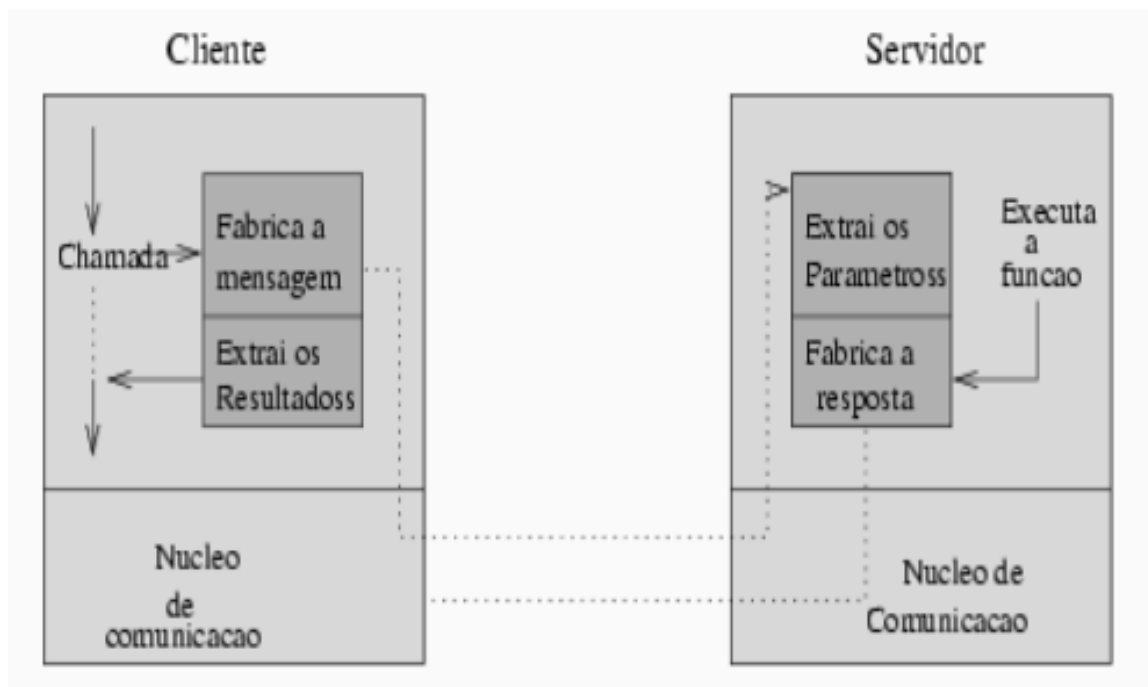 Cliente
Chamada
Fabrica a
mensagem
Extrai os
Resultadoss
Nucleo
de
comunicacao
Servidor
Extrai os
Parametross
Fabrica a
resposta
Executa
a
funcao
Nucleo de
Comunicacao